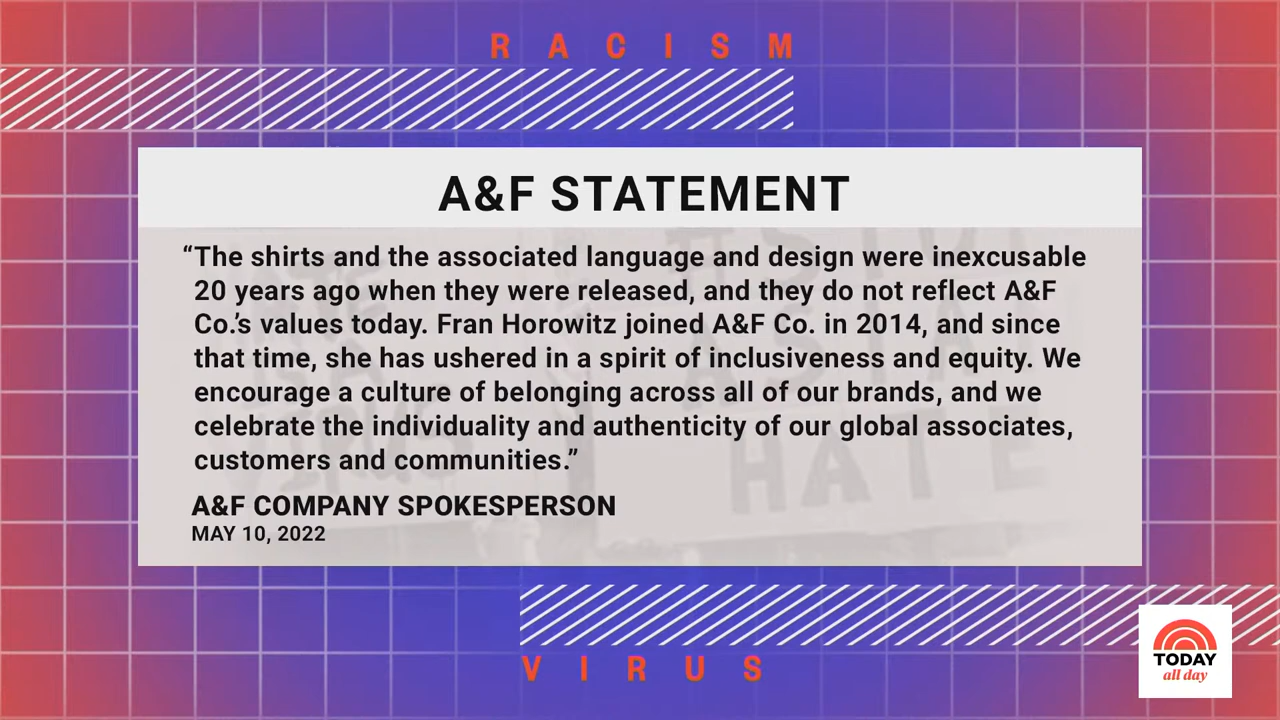 RACISM
A&F STATEMENT
“The shirts and the associated language and design were inexcusable
20 years ago when they were released, and they do not reflect A&F
Co.’s values today. Fran Horowitz joined A&F Co. in 2014, and since
that time, she has ushered in a spirit of inclusiveness and equity. We
encourage a culture of belonging across all of our brands, and we
celebrate the individuality and authenticity of our global associates,
customers and communities.”
A&F COMPANY SPOKESPERSON
MAY 10, 2022
VIRUS
TODAY
all day
HATE